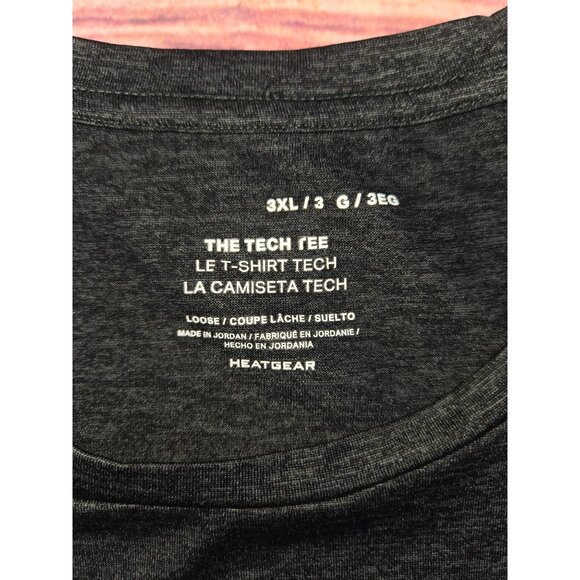 3XL / 3 G / 3EG
THE TECH TEE
LE T-SHIRT TECH
LA CAMISETA TECH
LOOSE / COUPE LÂCHE / SUELTO
MADE IN JORDAN / FABRIQUÉ EN JORDANIE /
HECHO EN JORDANIA
HEATGEAR